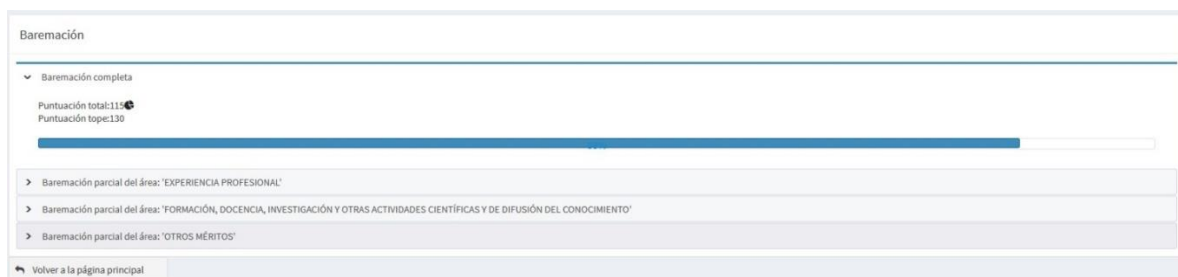 Baremación
Baremación completa
Puntuación total:115
Puntuación tope:130
Baremación parcial del área: 'EXPERIENCIA PROFESIONAL'
Baremación parcial del área: 'FORMACIÓN, DOCENCIA, INVESTIGACIÓN Y OTRAS ACTIVIDADES CIENTÍFICAS Y DE DIFUSIÓN DEL CONOCIMIENTO'
Baremación parcial del área: 'OTROS MÉRITOS'
Volver a la página principal